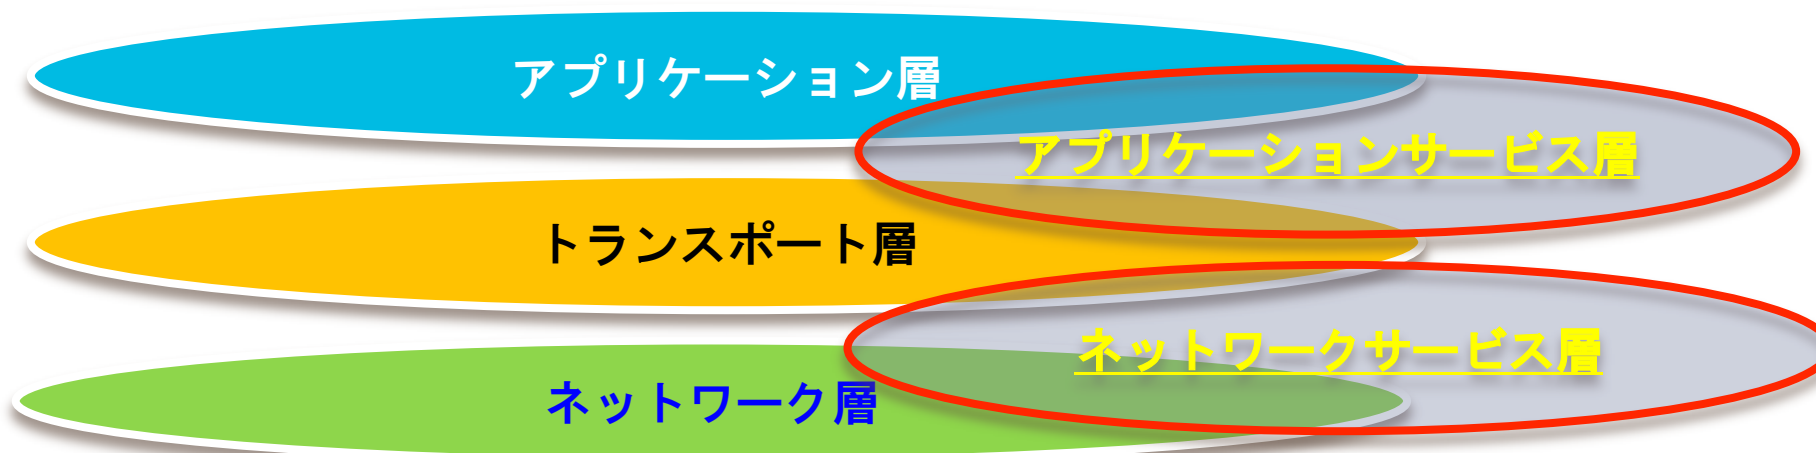 アプリケーション層
アプリケーションサービス層
トランスポート層
ネットワークサービス層
ネットワーク層